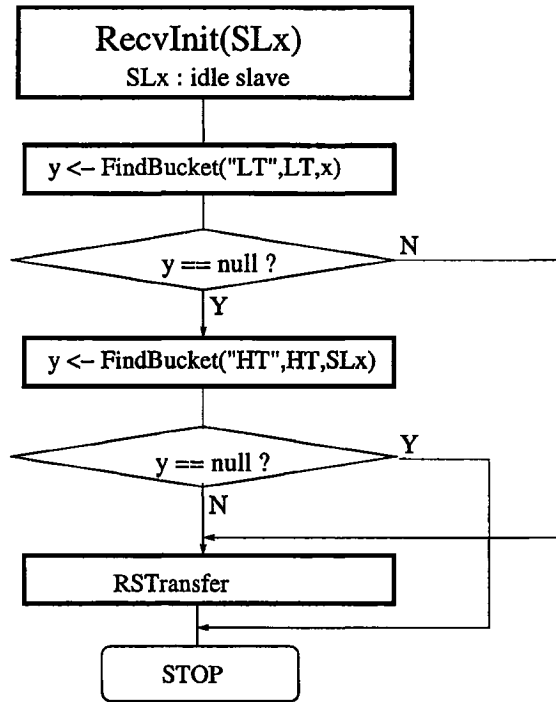 RecvInit(SLx)
SLx : idle slave
y <- FindBucket("LT",LT,x)
y == null ?
N
Y
y <- FindBucket("HT",HT,SLx)
y == null ?
Y
N
RSTransfer
STOP